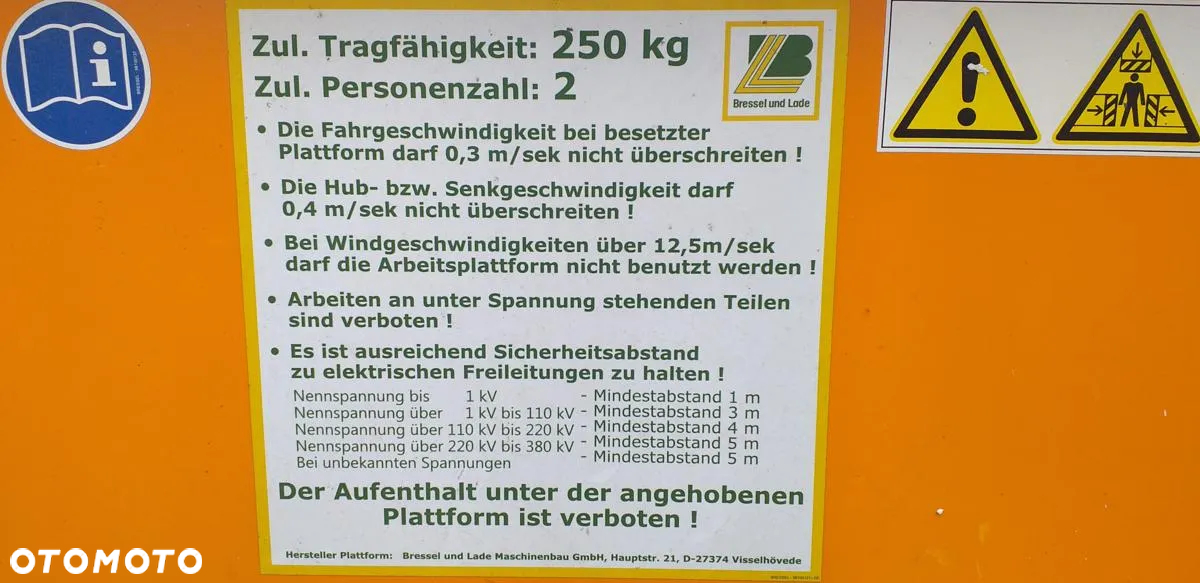 Zul. Tragfähigkeit: 250 kg
Zul. Personenzahl: 2
Bressel und Lade
• Die Fahrgeschwindigkeit bei besetzter
Plattform darf 0,3 m/sek nicht überschreiten !
• Die Hub- bzw. Senkgeschwindigkeit darf
0,4 m/sek nicht überschreiten !
• Bei Windgeschwindigkeiten über 12,5m/sek
darf die Arbeitsplattform nicht benutzt werden !
• Arbeiten an unter Spannung stehenden Teilen
sind verboten !
• Es ist ausreichend Sicherheitsabstand
zu elektrischen Freileitungen zu halten !
Nennspannung bis 1 kV - Mindestabstand 1 m
Nennspannung über 1 kV bis 110 kV - Mindestabstand 3 m
Nennspannung über 110 kV bis 220 kV - Mindestabstand 4 m
Nennspannung über 220 kV bis 380 kV - Mindestabstand 5 m
Bei unbekannten Spannungen - Mindestabstand 5 m
Der Aufenthalt unter der angehobenen
Plattform ist verboten !
Hersteller Plattform: Bressel und Lade Maschinenbau GmbH, Hauptstr. 21, D-27374 Visselhövede
OTOMOTO